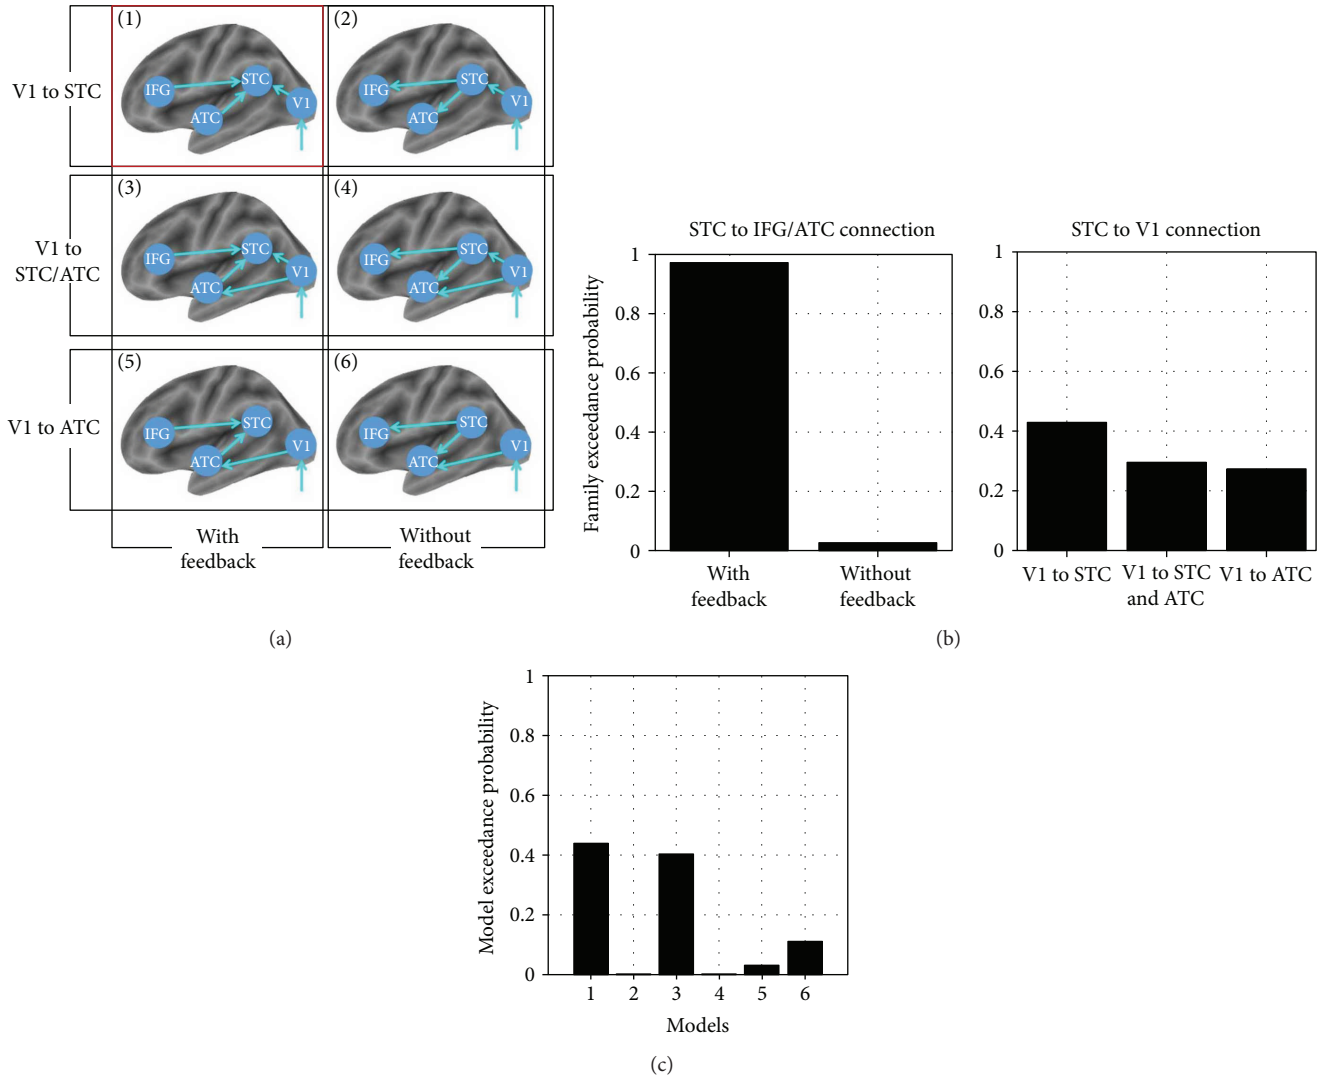 (1)
(2)
V1 to STC
IFG
STC
ATC
V1
IFG
STC
ATC
V1
(3)
(4)
V1 to
STC/ATC
IFG
STC
ATC
V1
IFG
STC
ATC
V1
(5)
(6)
V1 to ATC
IFG
STC
ATC
V1
IFG
STC
ATC
V1
With
feedback
Without
feedback
(a)
STC to IFG/ATC connection
Family exceedance probability
1
0.8
0.6
0.4
0.2
0
With
feedback
Without
feedback
STC to V1 connection
1
0.8
0.6
0.4
0.2
0
V1 to STC
V1 to STC
and ATC
V1 to ATC
(b)
Model exceedance probability
1
0.8
0.6
0.4
0.2
0
1 2 3 4 5 6
Models
(c)